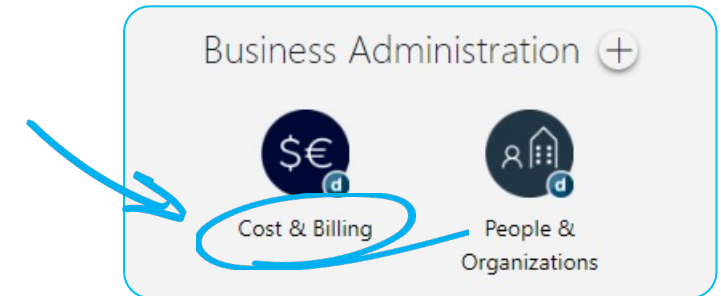 Business Administration +
$€
d
d
Cost & Billing
People &
Organizations